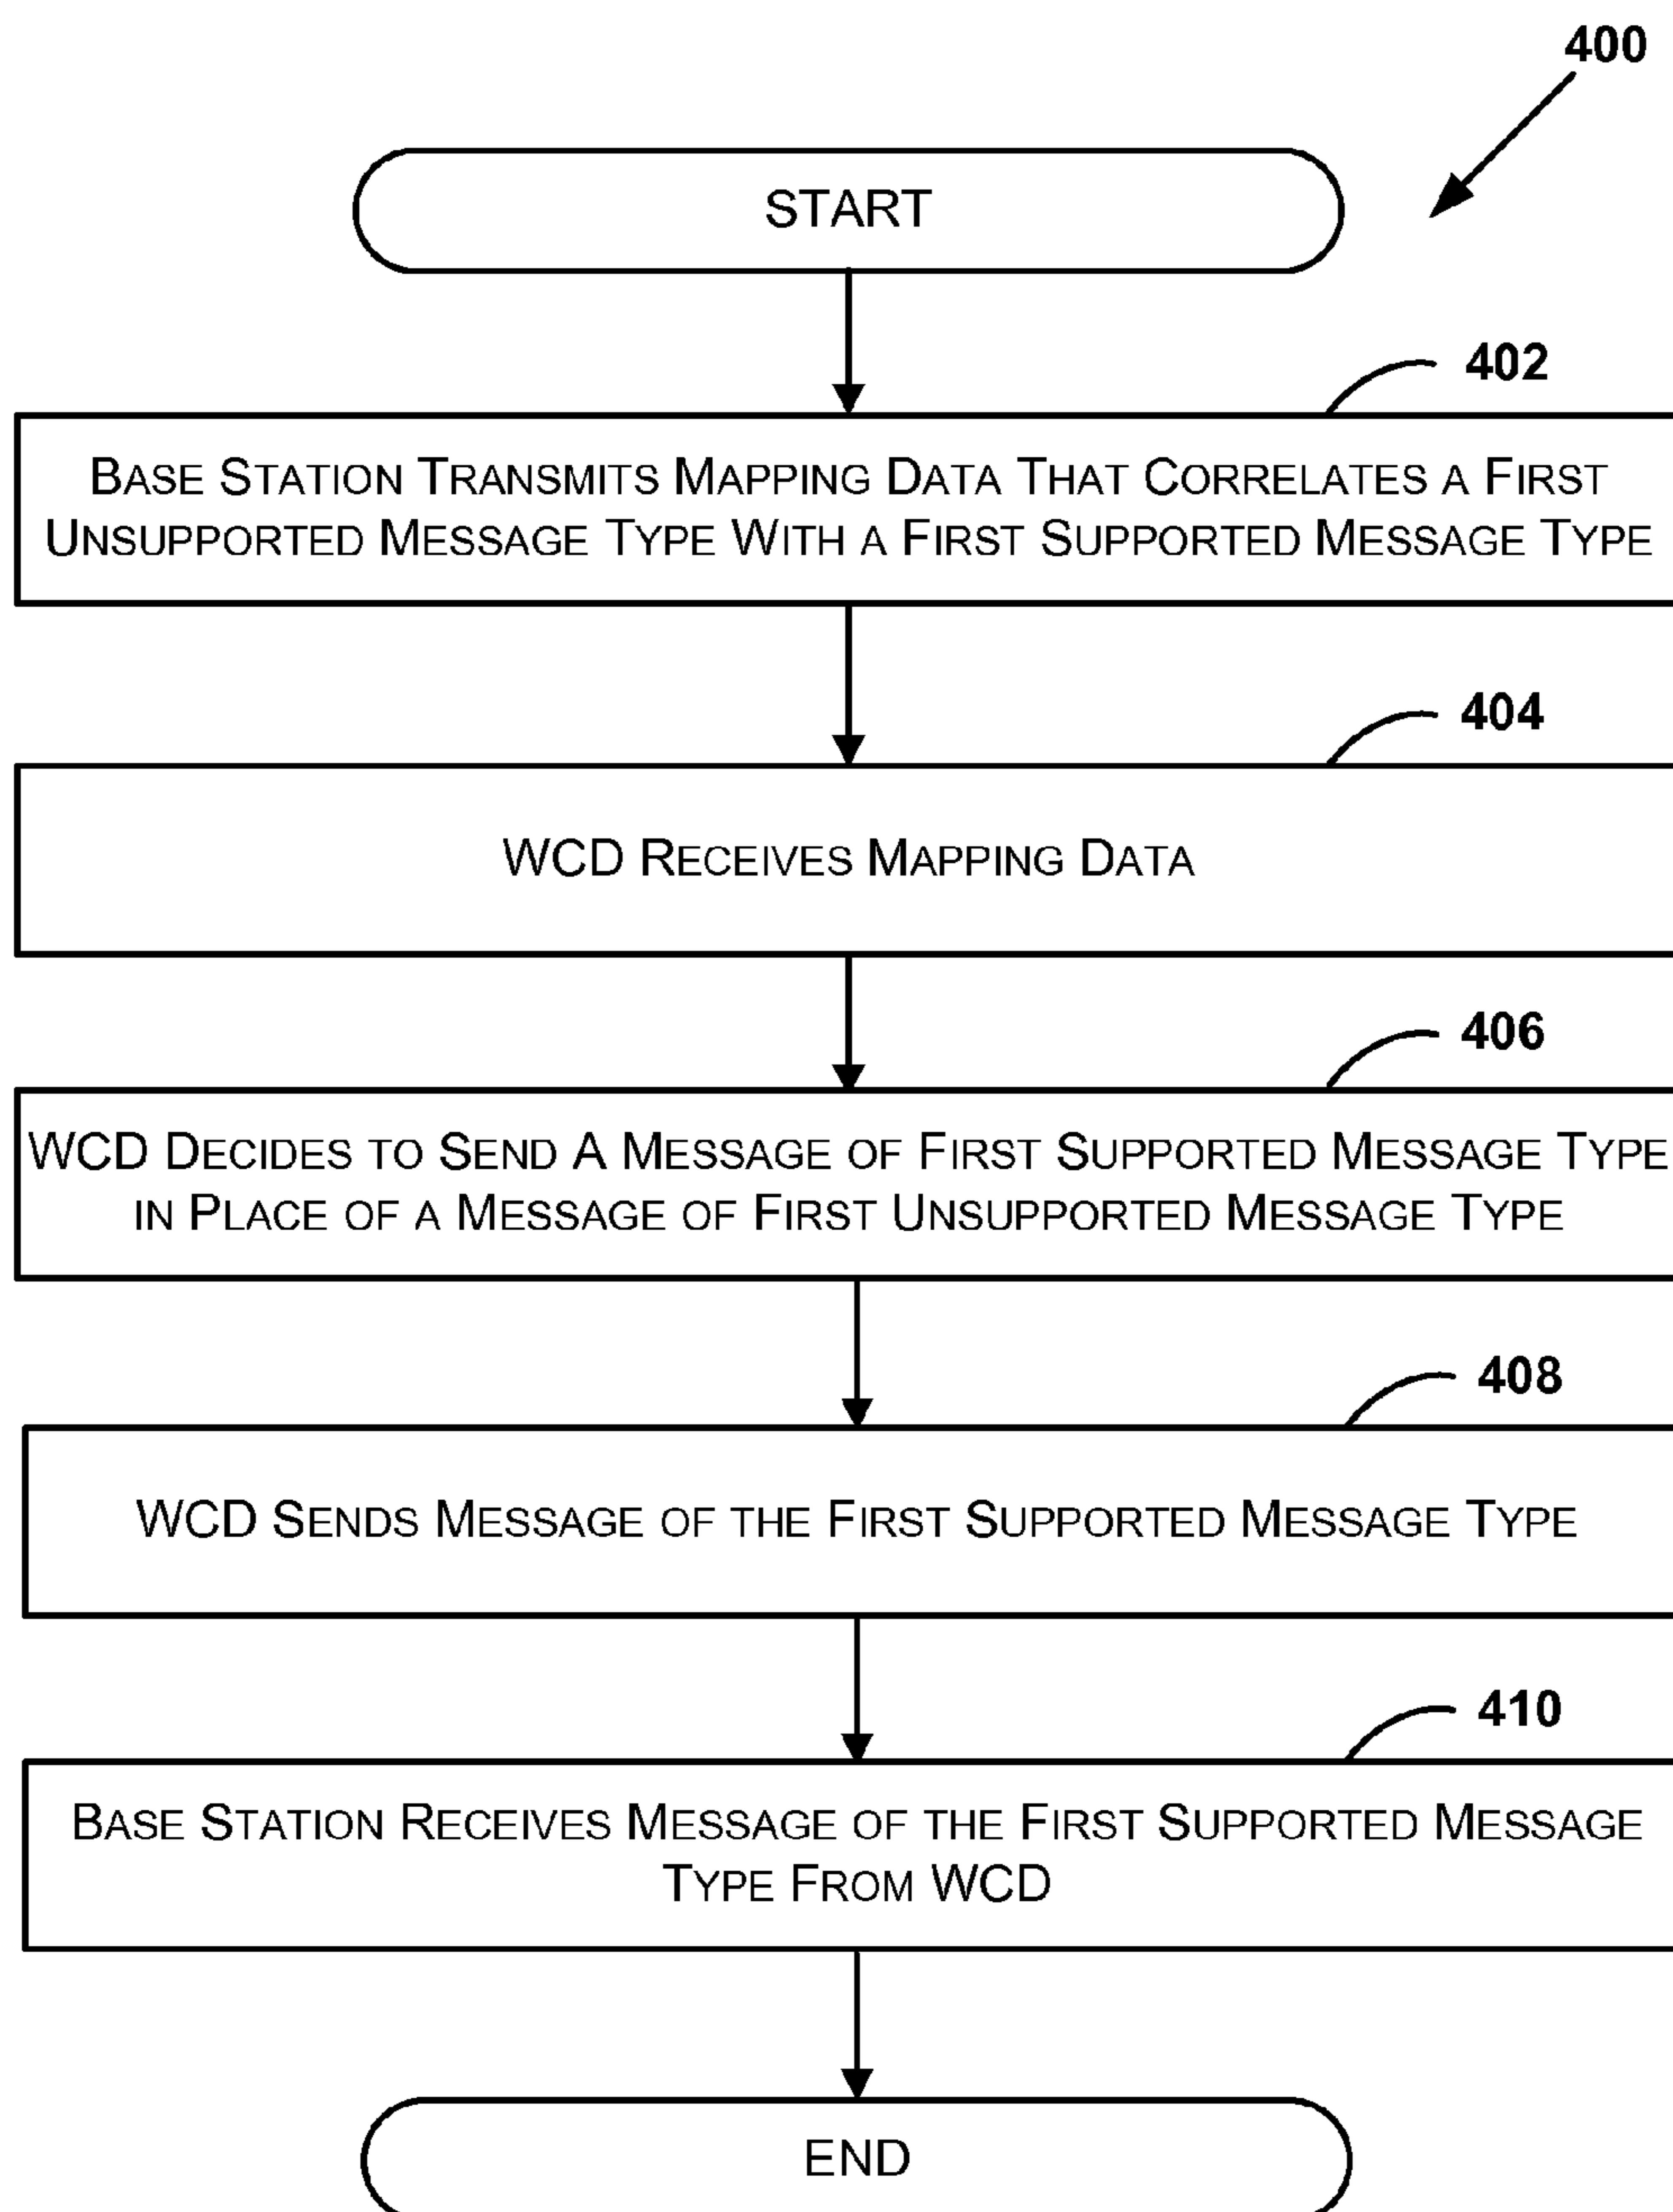 400
START
402
BASE STATION TRANSMITS MAPPING DATA THAT CORRELATES A FIRST
UNSUPPORTED MESSAGE TYPE WITH A FIRST SUPPORTED MESSAGE TYPE
404
WCD RECEIVES MAPPING DATA
406
WCD DECIDES TO SEND A MESSAGE OF FIRST SUPPORTED MESSAGE TYPE
IN PLACE OF A MESSAGE OF FIRST UNSUPPORTED MESSAGE TYPE
408
WCD SENDS MESSAGE OF THE FIRST SUPPORTED MESSAGE TYPE
410
BASE STATION RECEIVES MESSAGE OF THE FIRST SUPPORTED MESSAGE
TYPE FROM WCD
END